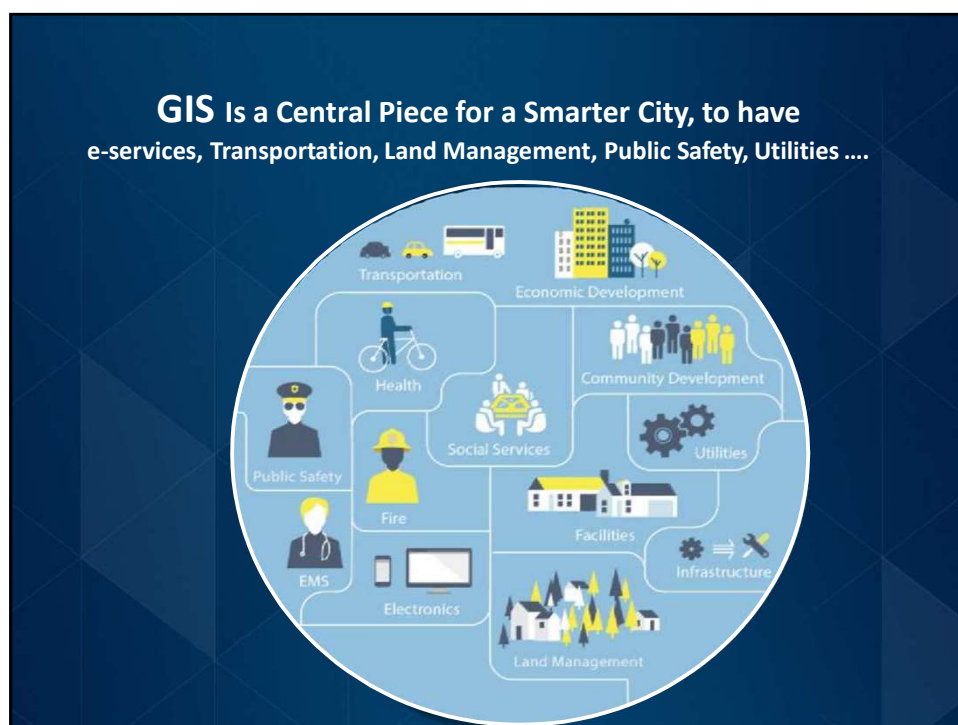 GIS Is a Central Piece for a Smarter City, to have
e-services, Transportation, Land Management, Public Safety, Utilities ....
Transportation
Economic Development
Health
Community Development
Social Services
Utilities
Public Safety
Fire
Facilities
EMS
Infrastructure
Electronics
Land Management